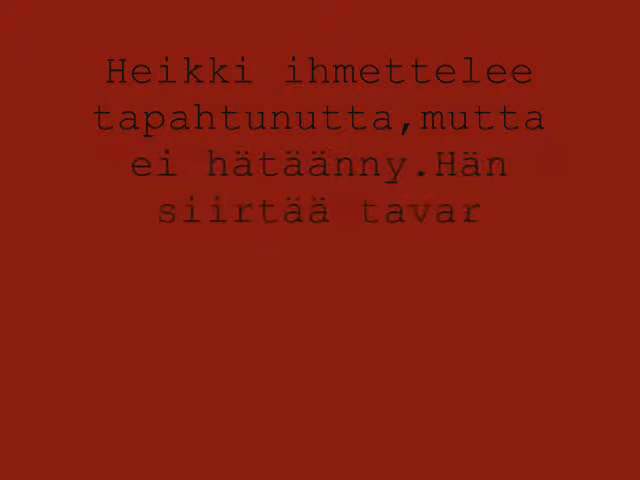 Heikki ihmettelee
tapahtunutta,mutta
ei hätäänny.Hän
siirtää tavar